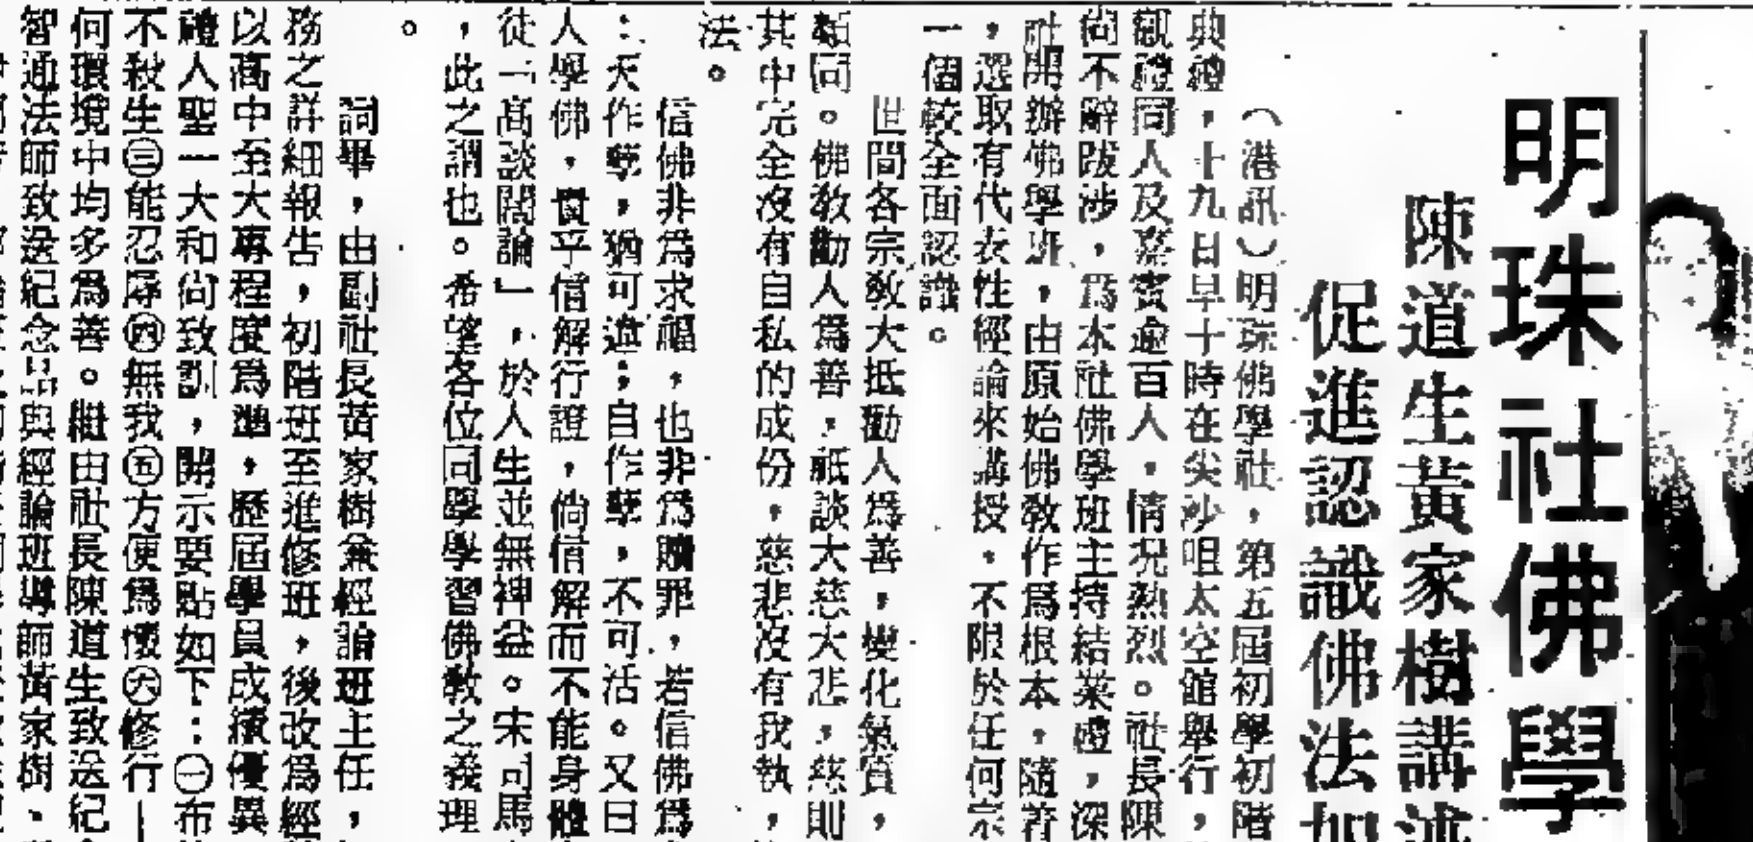 明珠社佛學
陳道生黃家樹講述
促進認識佛法加
（港訊）明珠佛學社，第五屆初學初階
典禮，十九日早十時在尖沙咀太空館舉行，
觀禮同人及嘉賓逾百人，情況熱烈。社長陳
尚不辭跋涉，為本社佛學班主持結業禮，深
社開辦佛學班，由原始佛教作為根本，隨著
，選取有代表性經論來講授，不限於任何宗
一個較全面認識。
世間各宗教大抵勸人為善，變化氣質，
類同。佛教勸人為善，祇談大慈大悲，慈則
其中完全沒有自私的成份，慈悲沒有我執，
法。
信佛非為求福，也非為贖罪，若信佛為
：天作孽，猶可違；自作孽，不可活。又曰
人學佛，貴乎信解行證，倘信解而不能身體
徒「高談闊論」，於人生並無裨益。宋司馬
，此之謂也。希望各位同學學習佛教之義理
。
詞畢，由副社長黃家樹兼經論班主任，
務之詳細報告，初階班至進修班，後改為經
以高中至大專程度為準，歷屆學員成績優異
禮人聖一大和尚致訓，開示要點如下：㊀布
不殺生㊂能忍辱㊃無我㊄方便為懷㊅修行—
何環境中均多為善。繼由社長陳道生致送紀
智通法師致送紀念品與經論班導師黃家樹、